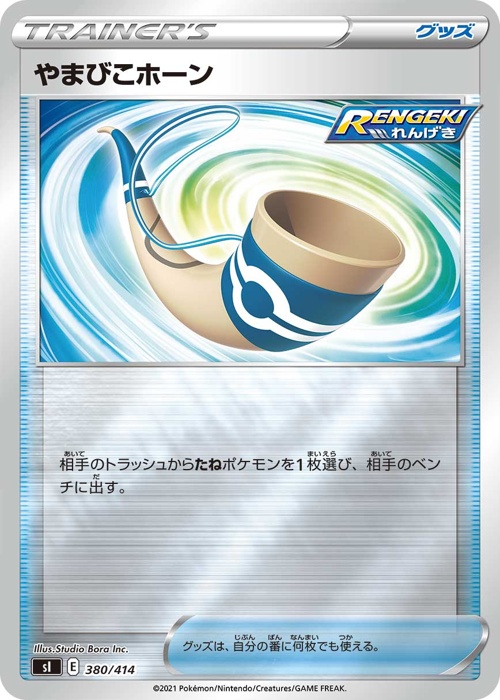 TRAINER'S
グッズ
やまびこホーン
RENGEKI
れんげき
相手のトラッシュからたねポケモンを1枚選び、相手のベン
チに出す。
グッズは、自分の番に何枚でも使える。
Illus.Studio Bora Inc.
sI E 380/414
©2021 Pokémon/Nintendo/Creatures/GAME FREAK.